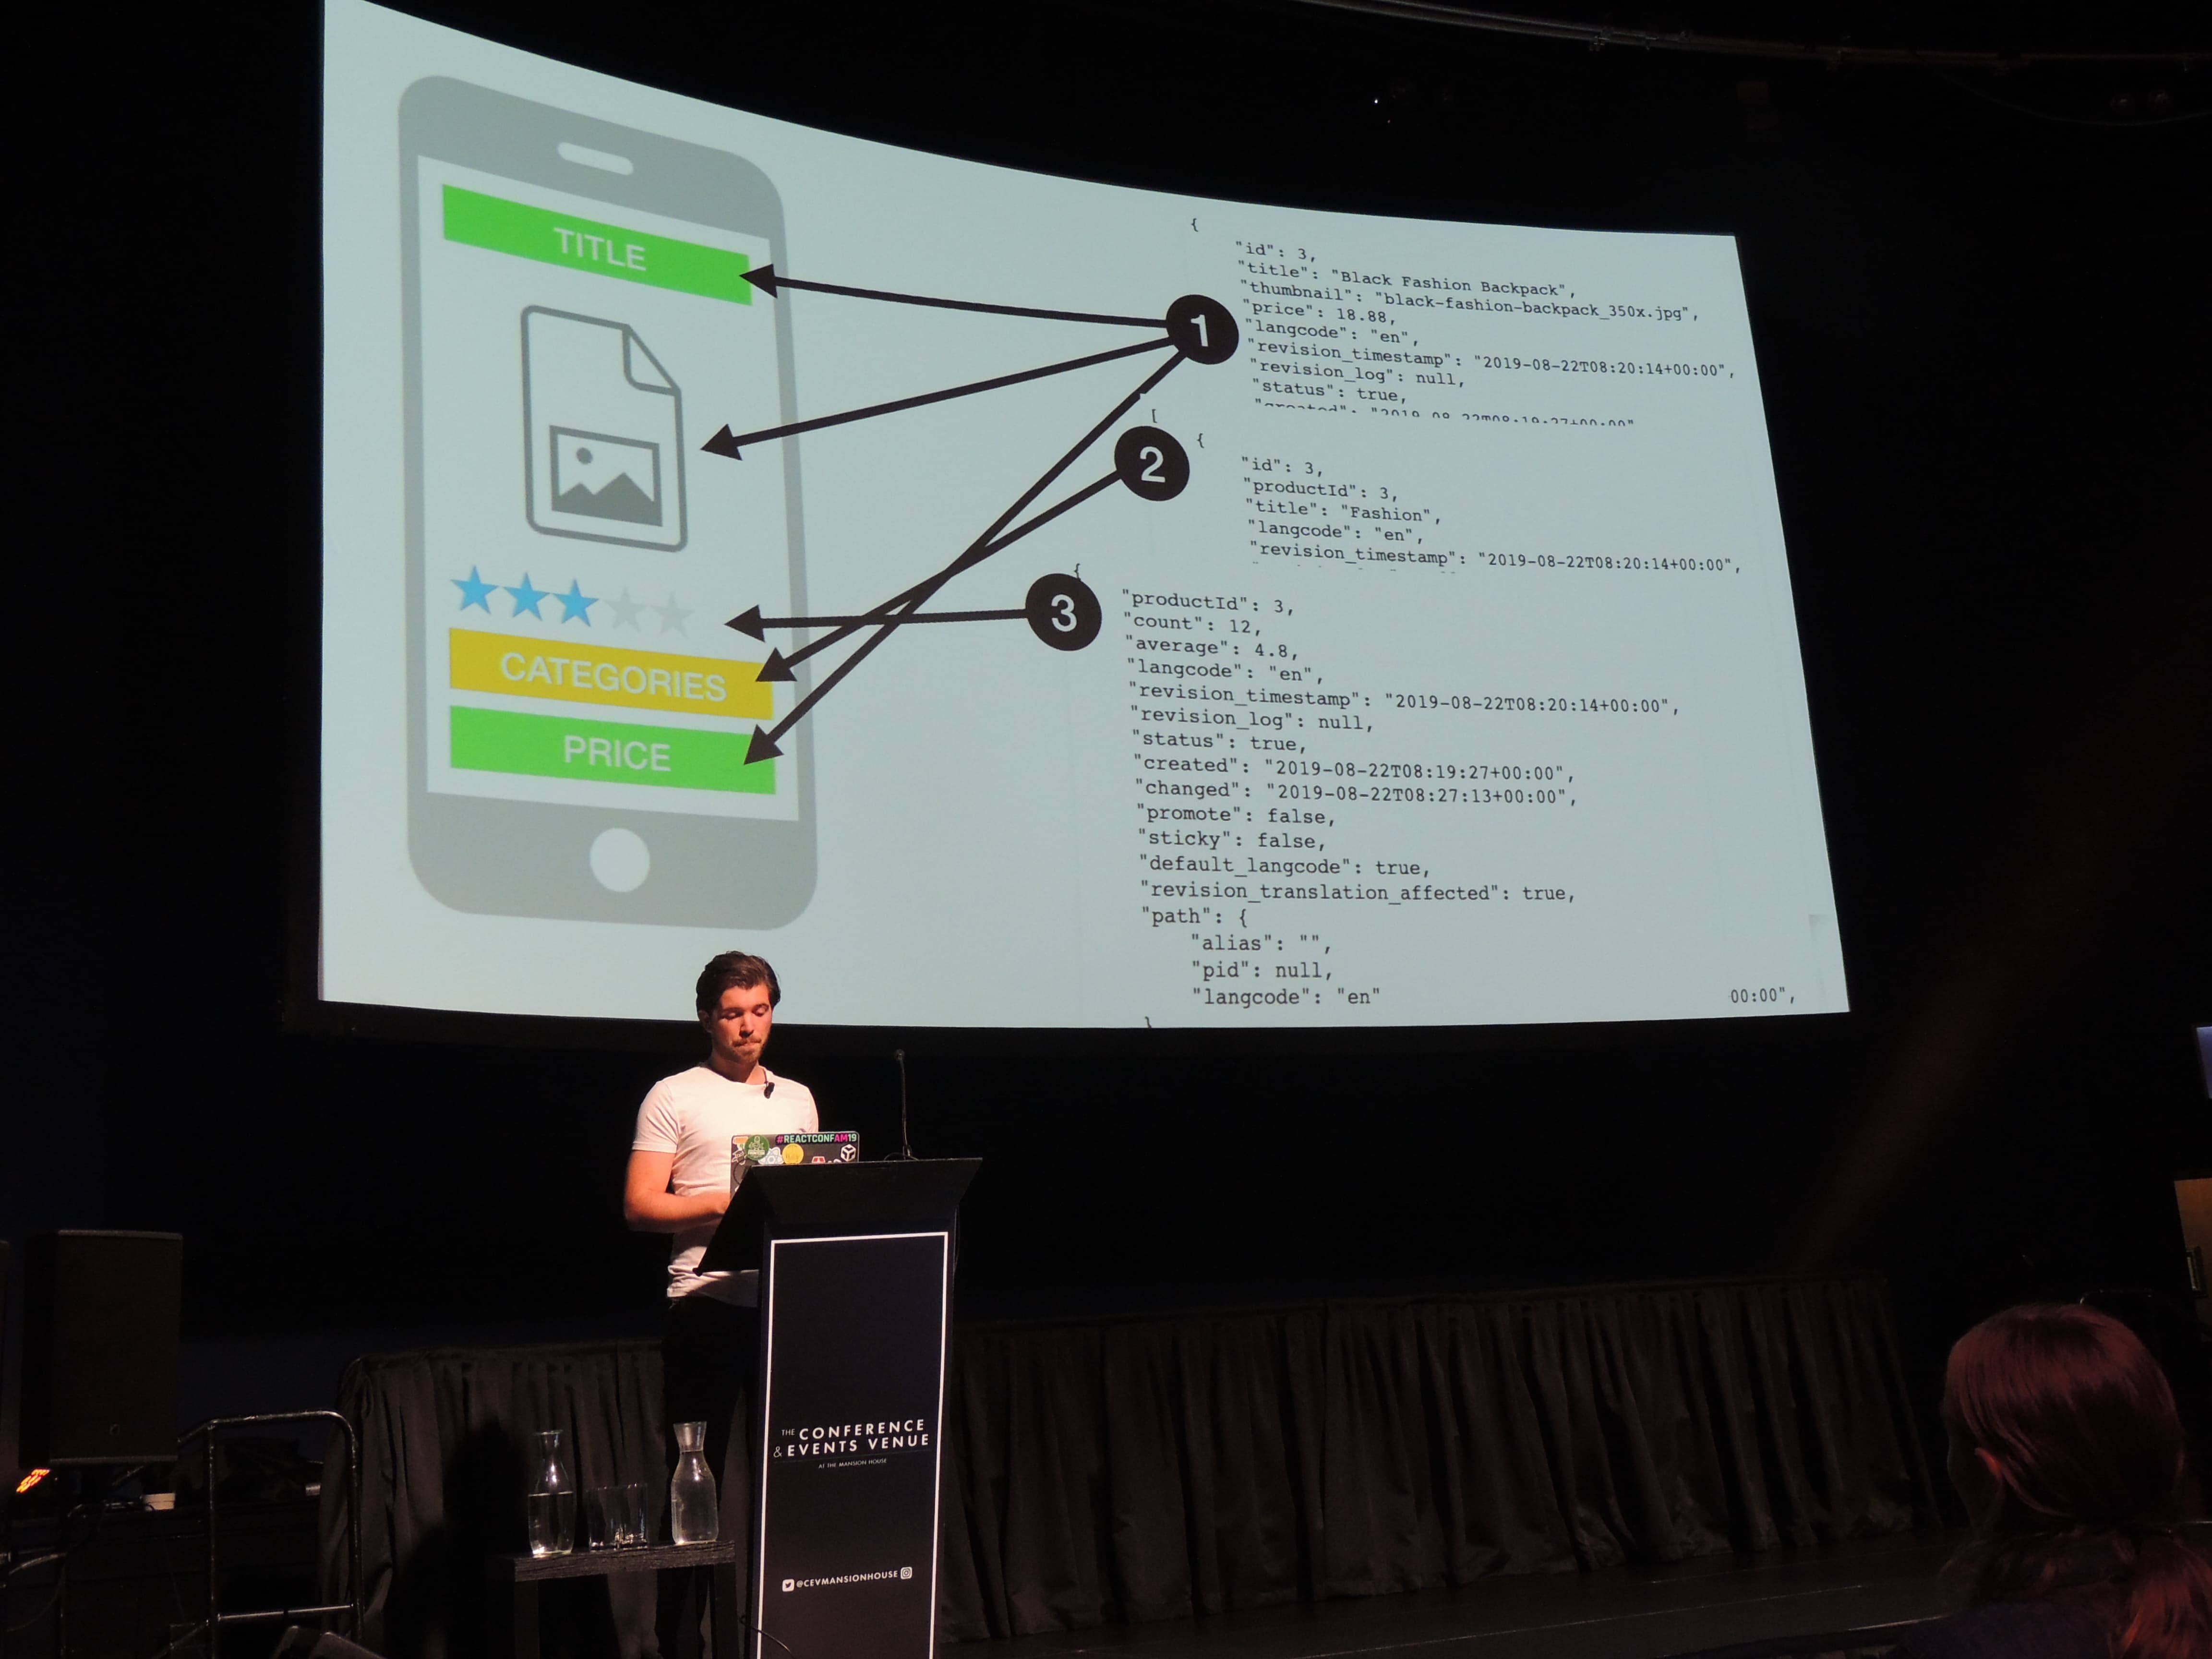 TITLE
CATEGORIES
PRICE
1
2
3
{
"id": 3,
"title": "Black Fashion Backpack",
"thumbnail": "black-fashion-backpack_350x.jpg",
"price": 18.88,
"langcode": "en",
"revision_timestamp": "2019-08-22T08:20:14+00:00",
"revision_log": null,
"status": true,
[
{
"id": 3,
"productId": 3,
"title": "Fashion",
"langcode": "en",
"revision_timestamp": "2019-08-22T08:20:14+00:00",
{
"productId": 3,
"count": 12,
"average": 4.8,
"langcode": "en",
"revision_timestamp": "2019-08-22T08:20:14+00:00",
"revision_log": null,
"status": true,
"created": "2019-08-22T08:19:27+00:00",
"changed": "2019-08-22T08:27:13+00:00",
"promote": false,
"sticky": false,
"default_langcode": true,
"revision_translation_affected": true,
"path": {
"alias": "",
"pid": null,
"langcode": "en"
00:00",
}
#REACTCONFAM19
THE CONFERENCE
& EVENTS VENUE
AT THE MANSION HOUSE
@CEVMANSIONHOUSE